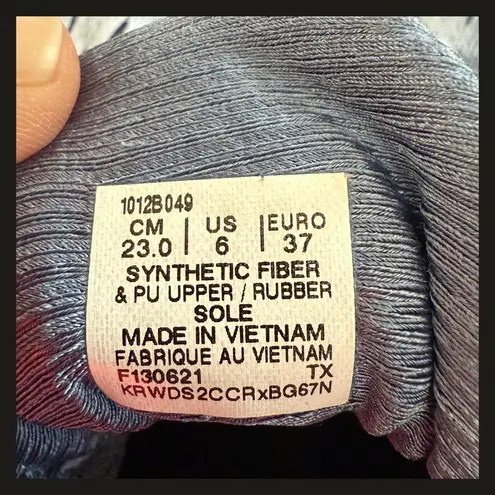 1012B049
CM | US | EURO
23.0 | 6 | 37
SYNTHETIC FIBER
& PU UPPER / RUBBER
SOLE
MADE IN VIETNAM
FABRIQUE AU VIETNAM
F130621 TX
KRWDS2CCRxBG67N